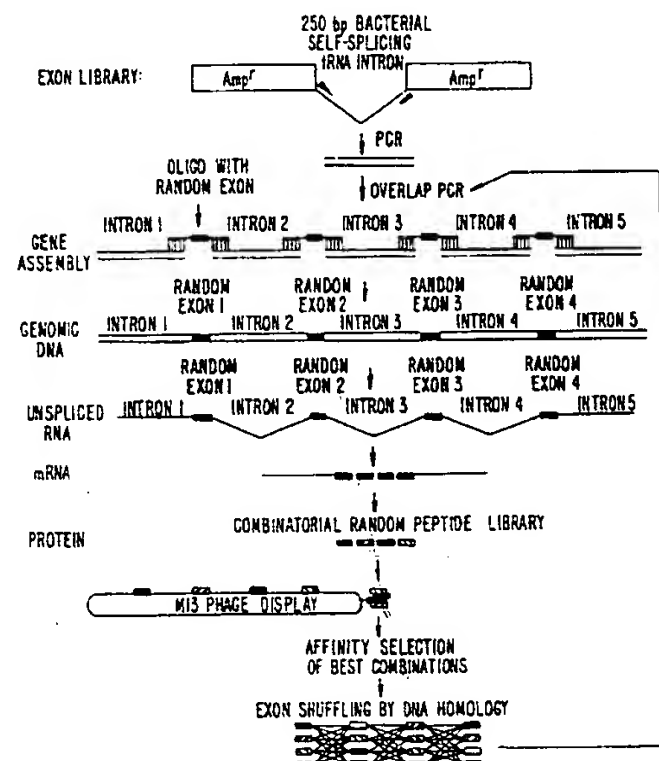 250 bp BACTERIAL
SELF-SPLICING
tRNA INTRON
EXON LIBRARY:
Ampr
Ampr
PCR
OLIGO WITH
RANDOM EXON
OVERLAP PCR
INTRON 1
INTRON 2
INTRON 3
INTRON 4
INTRON 5
GENE
ASSEMBLY
RANDOM
EXON 1
RANDOM
EXON 2
RANDOM
EXON 3
RANDOM
EXON 4
GENOMIC
DNA
INTRON 1
INTRON 2
INTRON 3
INTRON 4
INTRON 5
RANDOM
EXON 1
RANDOM
EXON 2
RANDOM
EXON 3
RANDOM
EXON 4
UNSPLICED
RNA
INTRON 1
INTRON 2
INTRON 3
INTRON 4
INTRON 5
mRNA
COMBINATORIAL RANDOM PEPTIDE LIBRARY
PROTEIN
M13 PHAGE DISPLAY
AFFINITY SELECTION
OF BEST COMBINATIONS
EXON SHUFFLING BY DNA HOMOLOGY